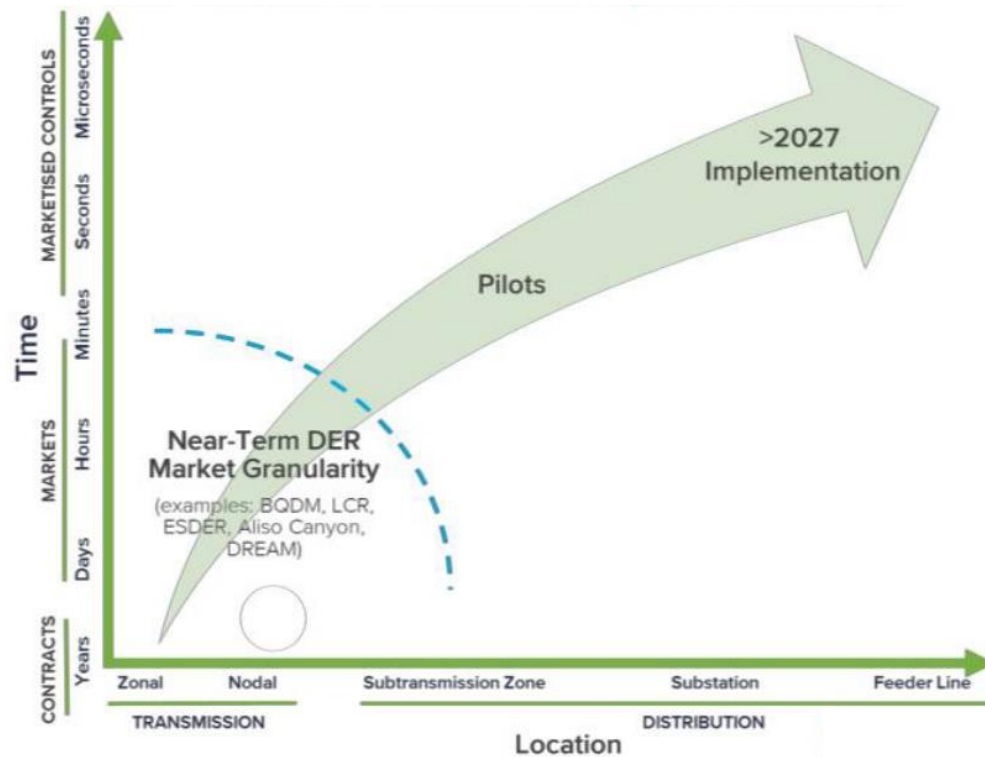 MARKETISED CONTROLS
Microseconds
Seconds
Time
Minutes
MARKETS
Hours
Days
CONTRACTS
Years
>2027
Implementation
Pilots
Near-Term DER
Market Granularity
(examples: BQDM, LCR,
ESDER, Aliso Canyon,
DREAM)
Zonal
Nodal
Subtransmission Zone
Substation
Feeder Line
TRANSMISSION
DISTRIBUTION
Location